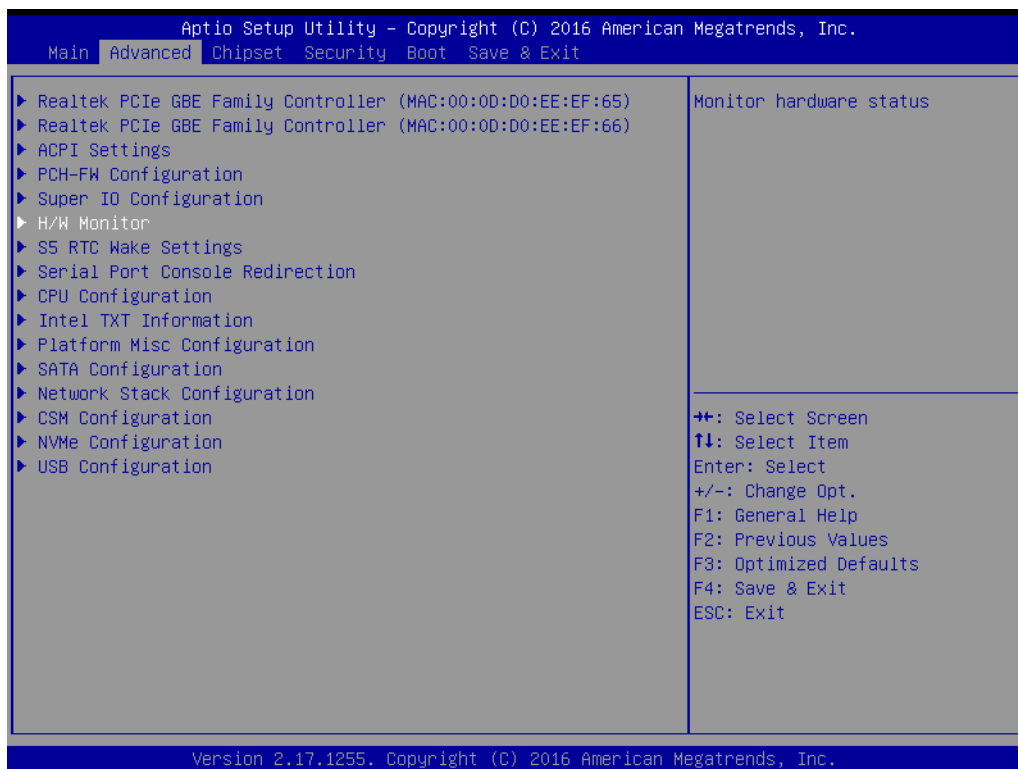 Aptio Setup Utility – Copyright (C) 2016 American Megatrends, Inc.
Main Advanced Chipset Security Boot Save & Exit
▶ Realtek PCIe GBE Family Controller (MAC:00:0D:D0:EE:EF:65)
▶ Realtek PCIe GBE Family Controller (MAC:00:0D:D0:EE:EF:66)
▶ ACPI Settings
▶ PCH-FW Configuration
▶ Super IO Configuration
▶ H/W Monitor
▶ S5 RTC Wake Settings
▶ Serial Port Console Redirection
▶ CPU Configuration
▶ Intel TXT Information
▶ Platform Misc Configuration
▶ SATA Configuration
▶ Network Stack Configuration
▶ CSM Configuration
▶ NVMe Configuration
▶ USB Configuration
Monitor hardware status
→←: Select Screen
↑↓: Select Item
Enter: Select
+/-: Change Opt.
F1: General Help
F2: Previous Values
F3: Optimized Defaults
F4: Save & Exit
ESC: Exit
Version 2.17.1255. Copyright (C) 2016 American Megatrends, Inc.